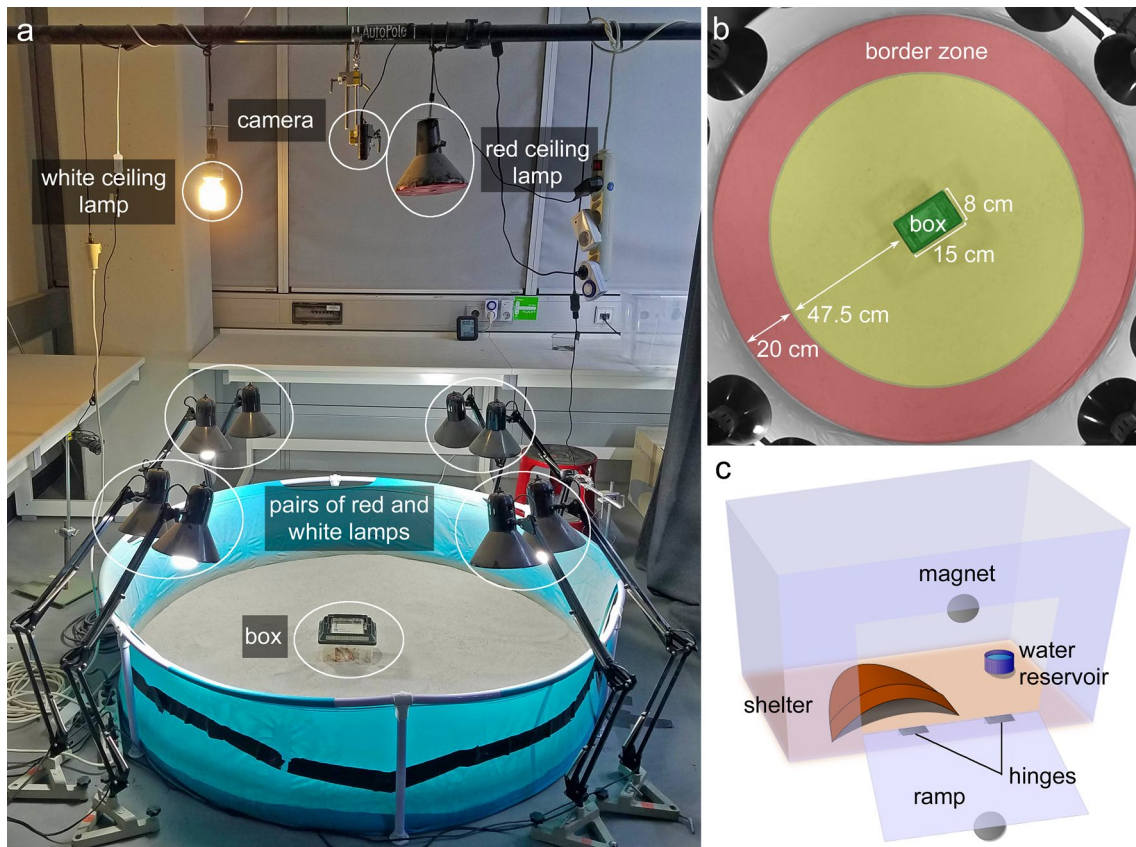 a
AutoPole
camera
white ceiling
lamp
red ceiling
lamp
pairs of red and
white lamps
box
b
border zone
box
8 cm
15 cm
47.5 cm
20 cm
c
magnet
water
reservoir
shelter
hinges
ramp